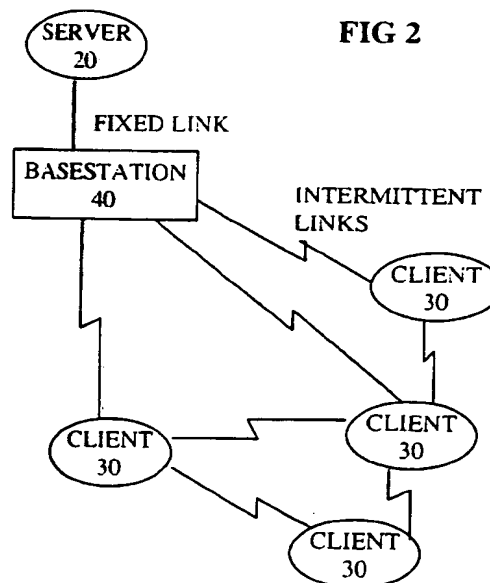 FIG 2
SERVER
20
FIXED LINK
BASESTATION
40
INTERMITTENT
LINKS
CLIENT
30
CLIENT
30
CLIENT
30
CLIENT
30